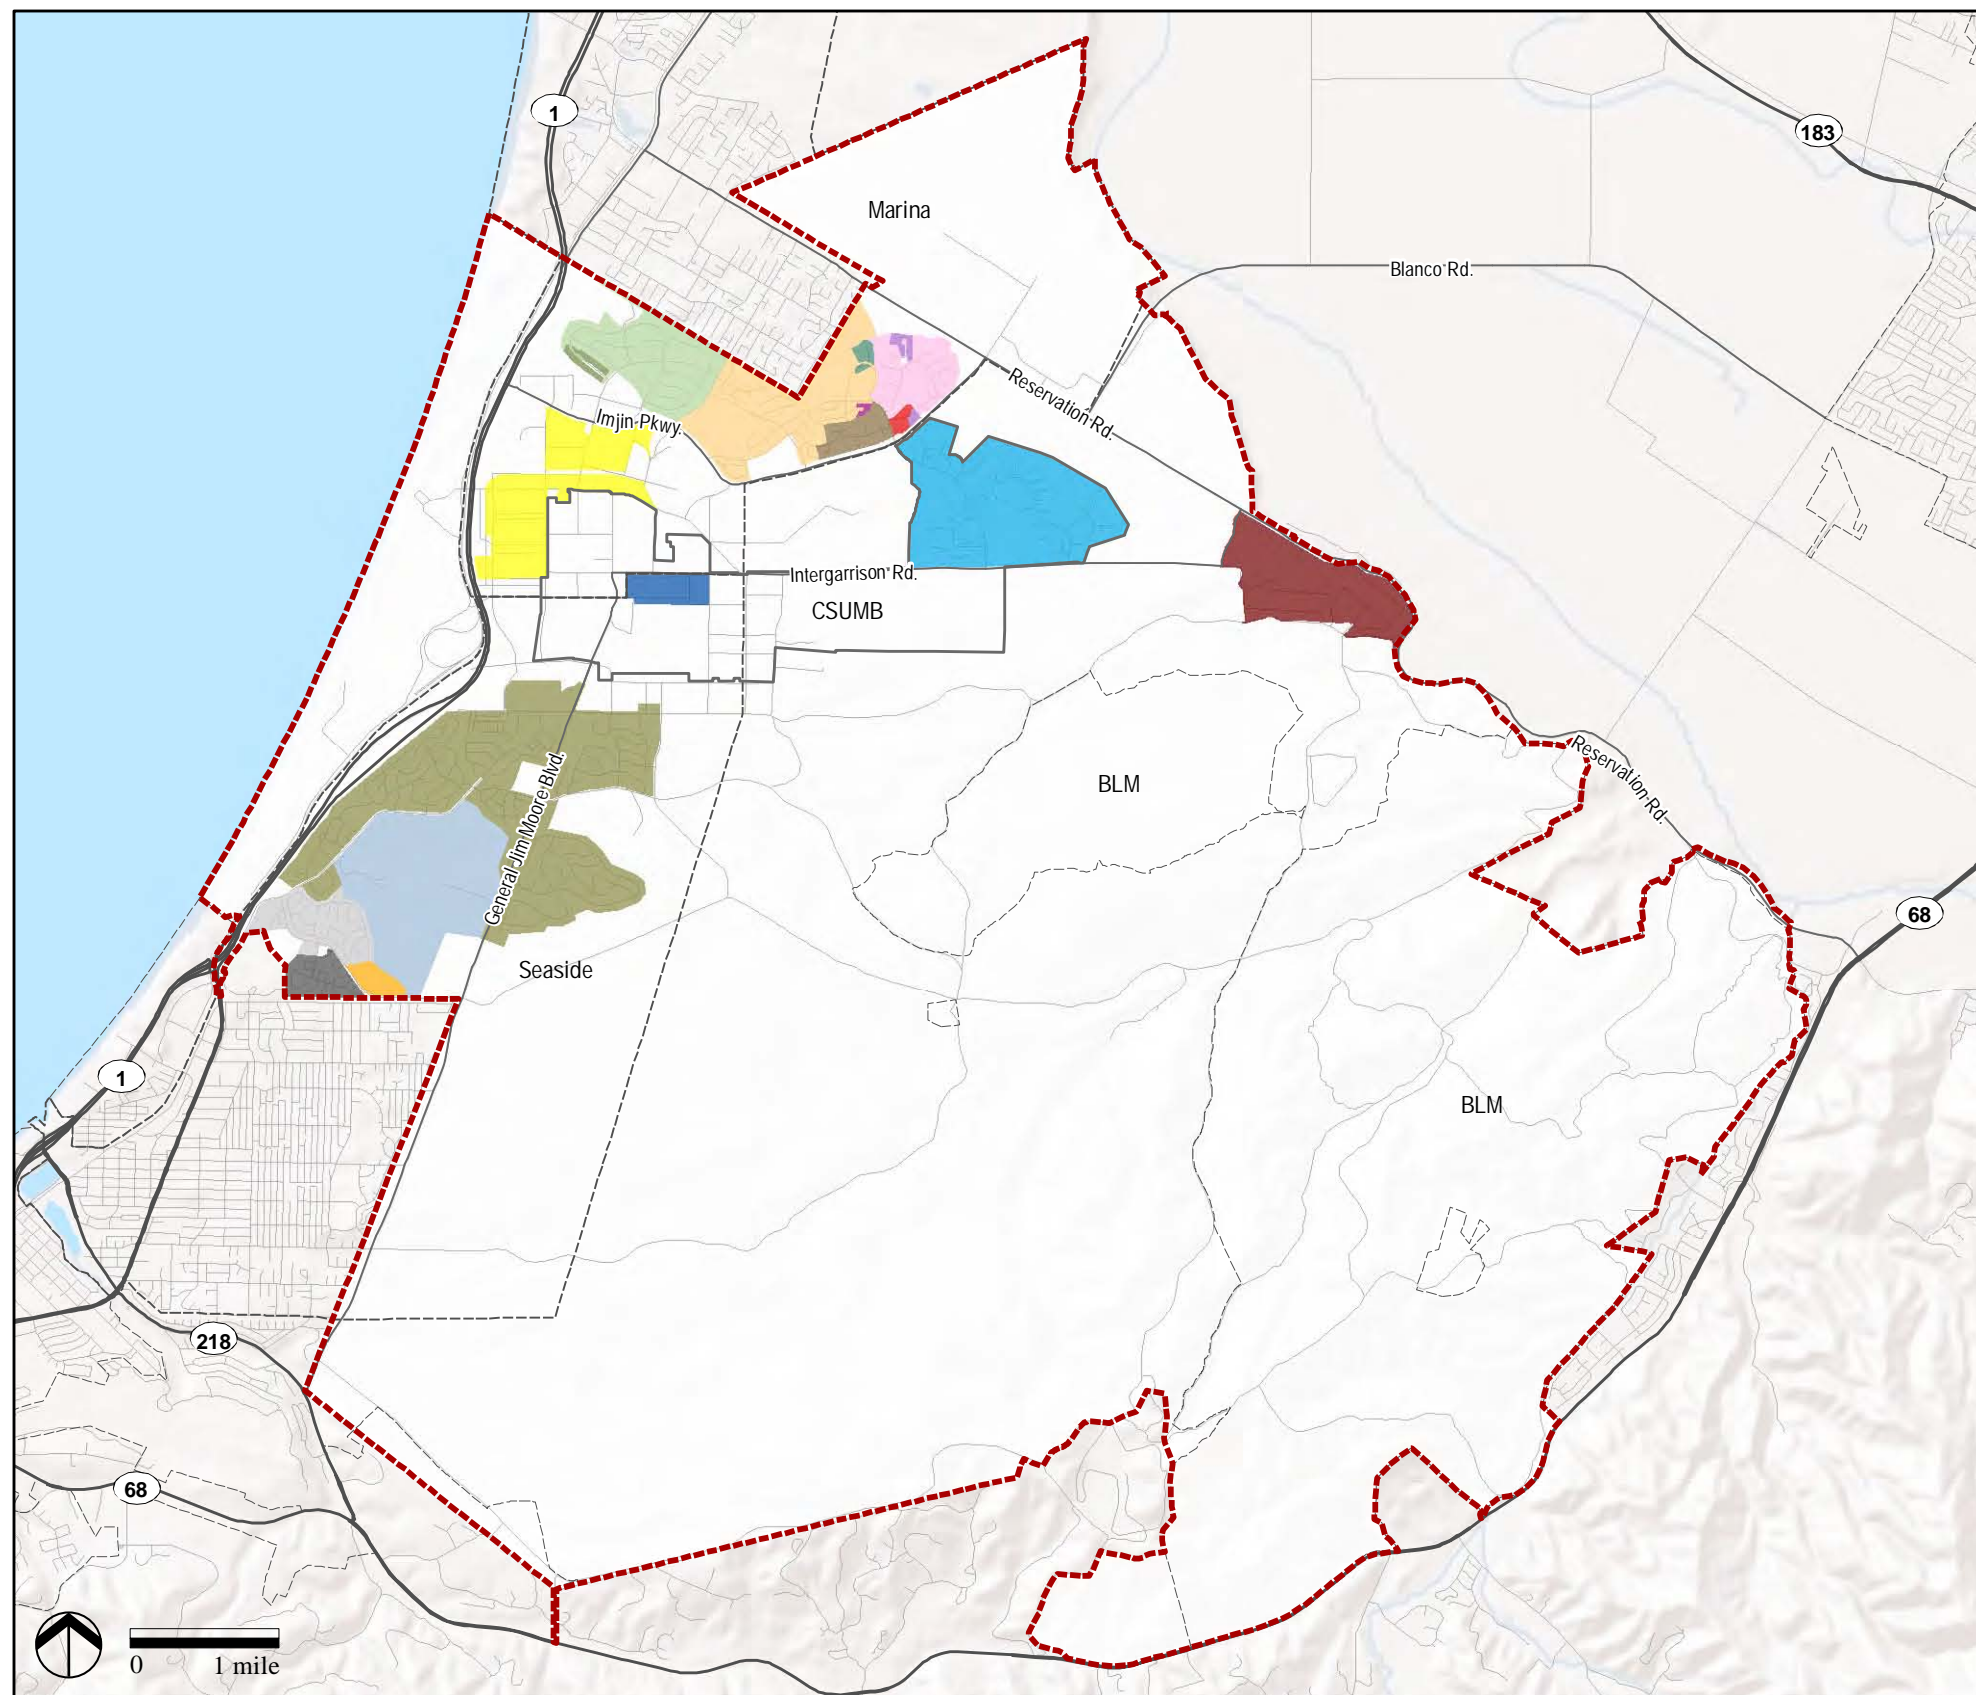 1
183
Marina
Blanco Rd.
Reservation Rd.
Imjin Pkwy.
Intergarrison Rd.
CSUMB
Reservation Rd.
General Jim Moore Blvd.
BLM
68
Seaside
1
BLM
218
68
0 1 mile